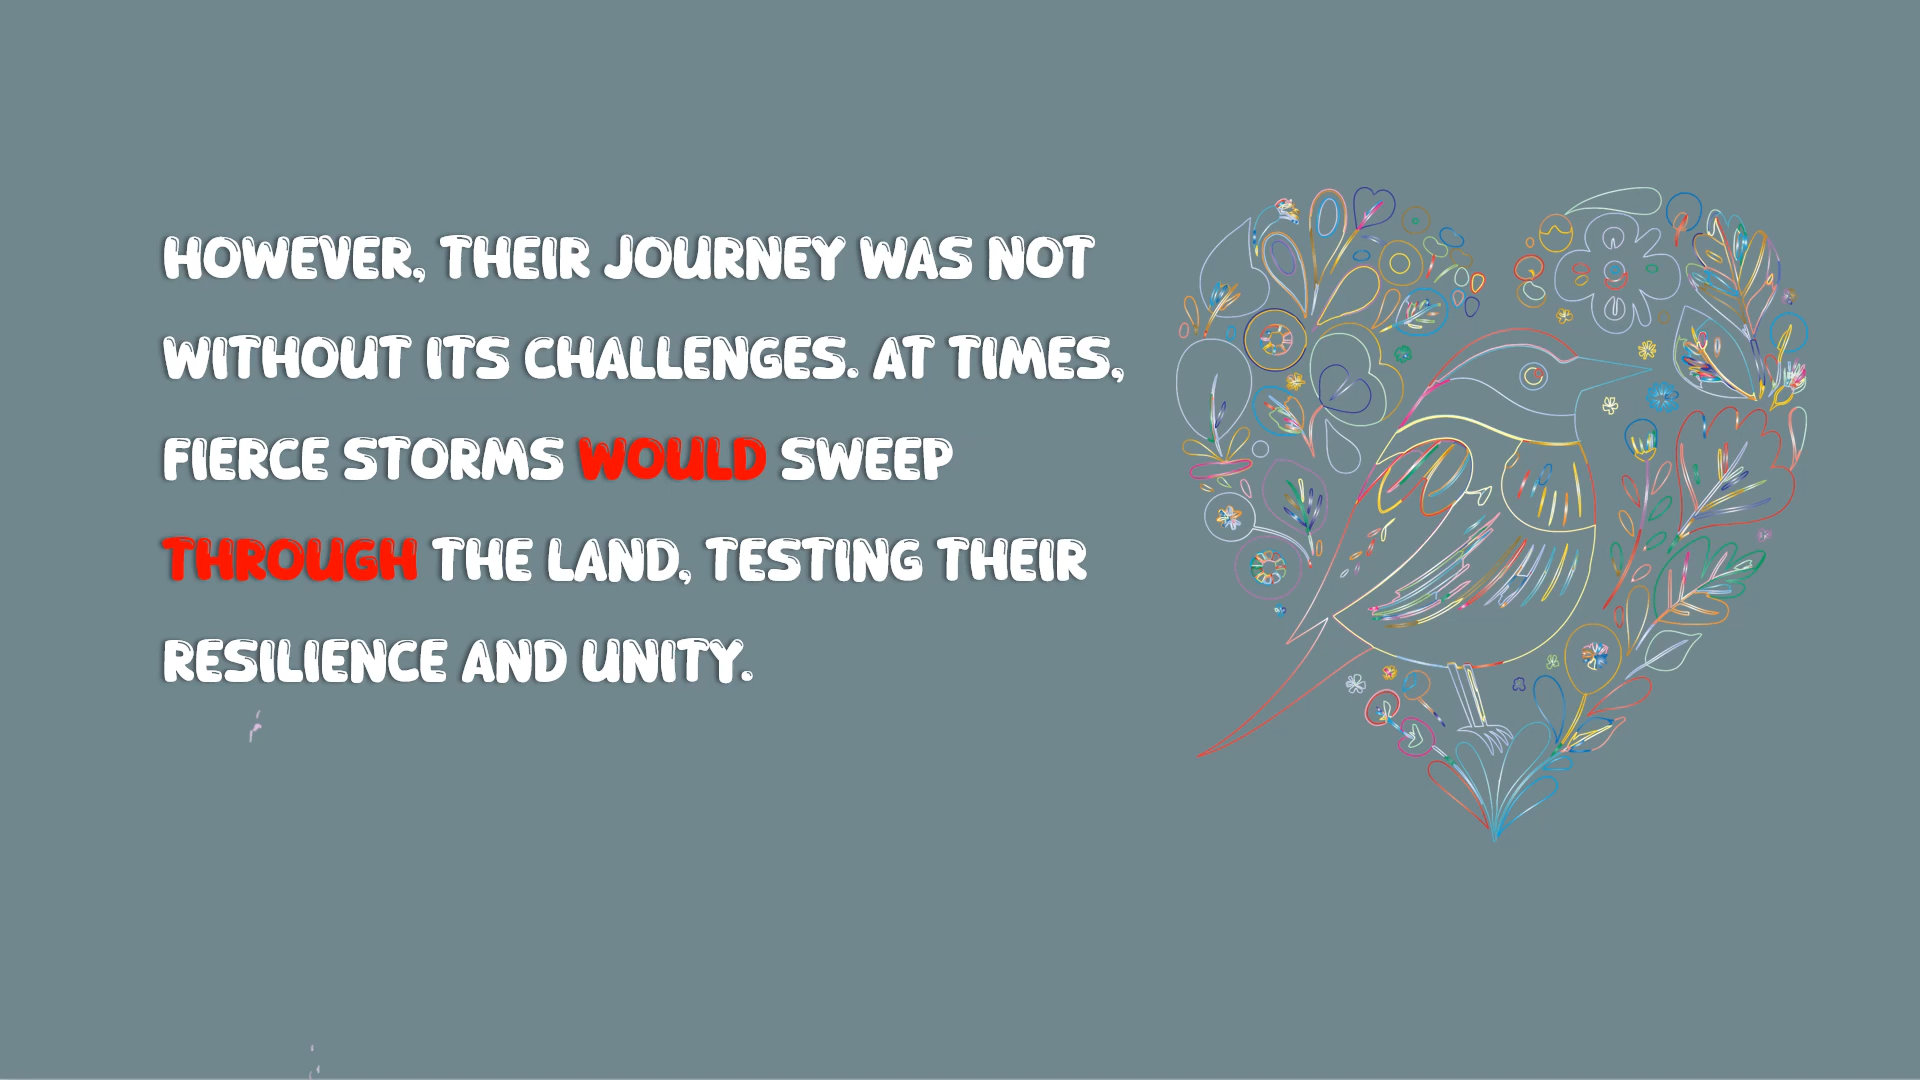 HOWEVER, THEIR JOURNEY WAS NOT
WITHOUT ITS CHALLENGES. AT TIMES,
FIERCE STORMS WOULD SWEEP
THROUGH THE LAND, TESTING THEIR
RESILIENCE AND UNITY.